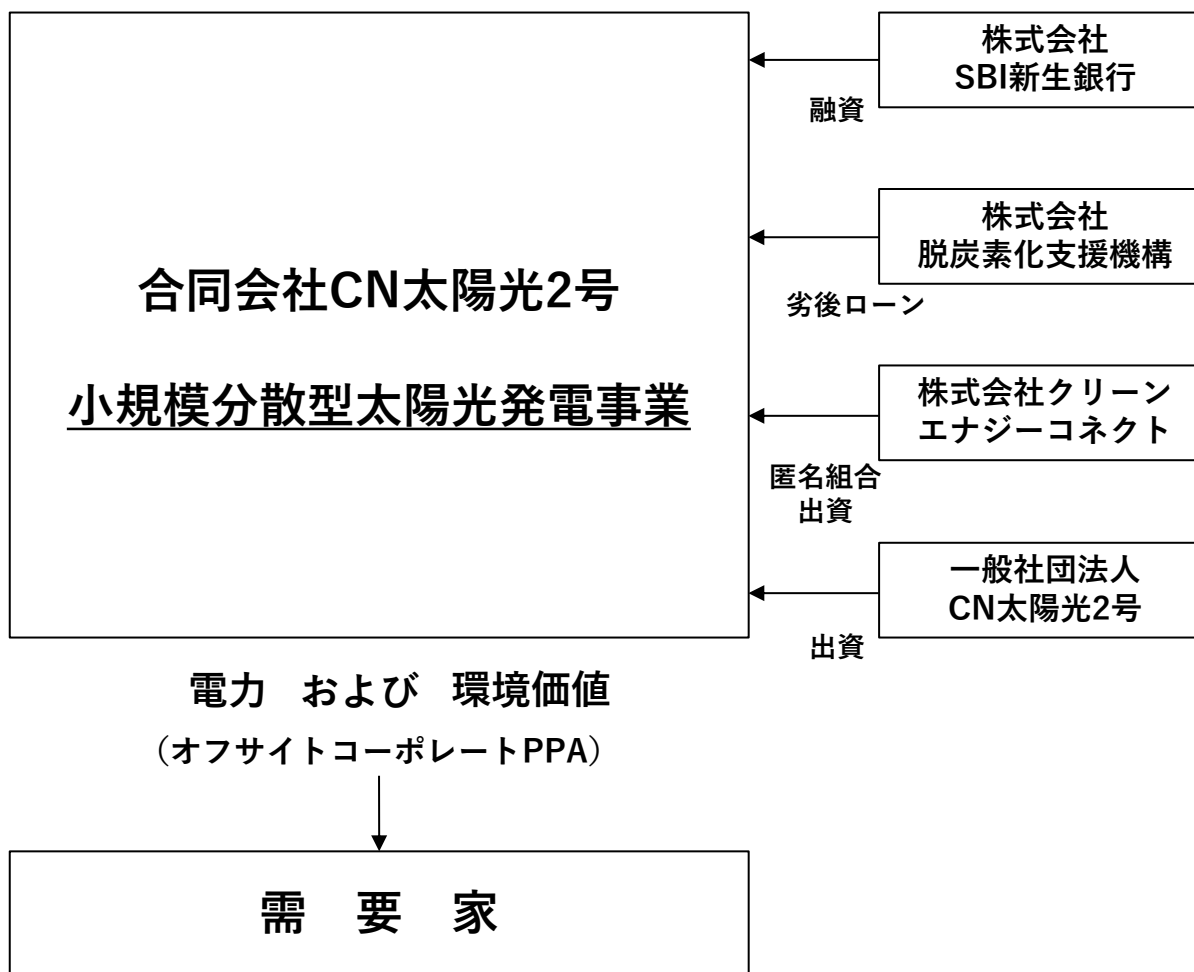 合同会社CN太陽光2号
小規模分散型太陽光発電事業
株式会社
SBI新生銀行
融資
株式会社
脱炭素化支援機構
劣後ローン
株式会社クリーン
エナジーコネクト
匿名組合
出資
一般社団法人
CN太陽光2号
出資
電力 および 環境価値
（オフサイトコーポレートPPA）
需 要 家